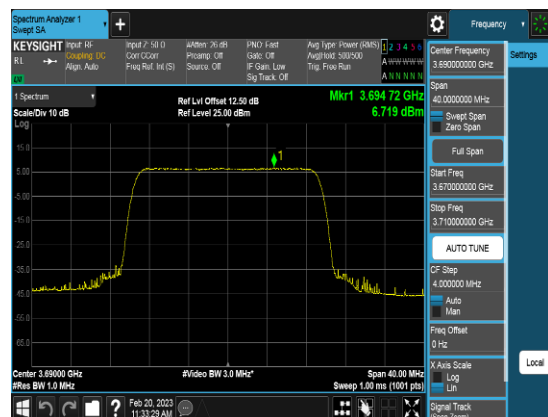 Spectrum Analyzer 1
Swept SA
+
Frequency
KEYSIGHT
RL
Input: RF
Coupling: DC
Align: Auto
Input Z: 50 Ω
Corr CCorr
Freq Ref: Int (S)
#Atten: 26 dB
Preamp: Off
Source: Off
PNO: Fast
Gate: Off
IF Gain: Low
Sig Track: Off
Avg Type: Power (RMS)
Avg|Hold: 500/500
Trig: Free Run
1 2 3 4 5 6
A W W W W W
A N N N N N
1 Spectrum
Scale/Div 10 dB
Log
Ref Lvl Offset 12.50 dB
Ref Level 25.00 dBm
Mkr1 3.694 72 GHz
6.719 dBm
15.0
5.00
-5.00
-15.0
-25.0
-35.0
-45.0
-55.0
-65.0
1
Center 3.69000 GHz
#Res BW 1.0 MHz
#Video BW 3.0 MHz*
Span 40.00 MHz
Sweep 1.00 ms (1001 pts)
Feb 20, 2023
11:33:29 AM
?
Center Frequency
3.690000000 GHz
Span
40.0000000 MHz
Swept Span
Zero Span
Full Span
Start Freq
3.670000000 GHz
Stop Freq
3.710000000 GHz
AUTO TUNE
CF Step
4.000000 MHz
Auto
Man
Freq Offset
0 Hz
X Axis Scale
Log
Lin
Signal Track
(Span Zoom)
Settings
Local